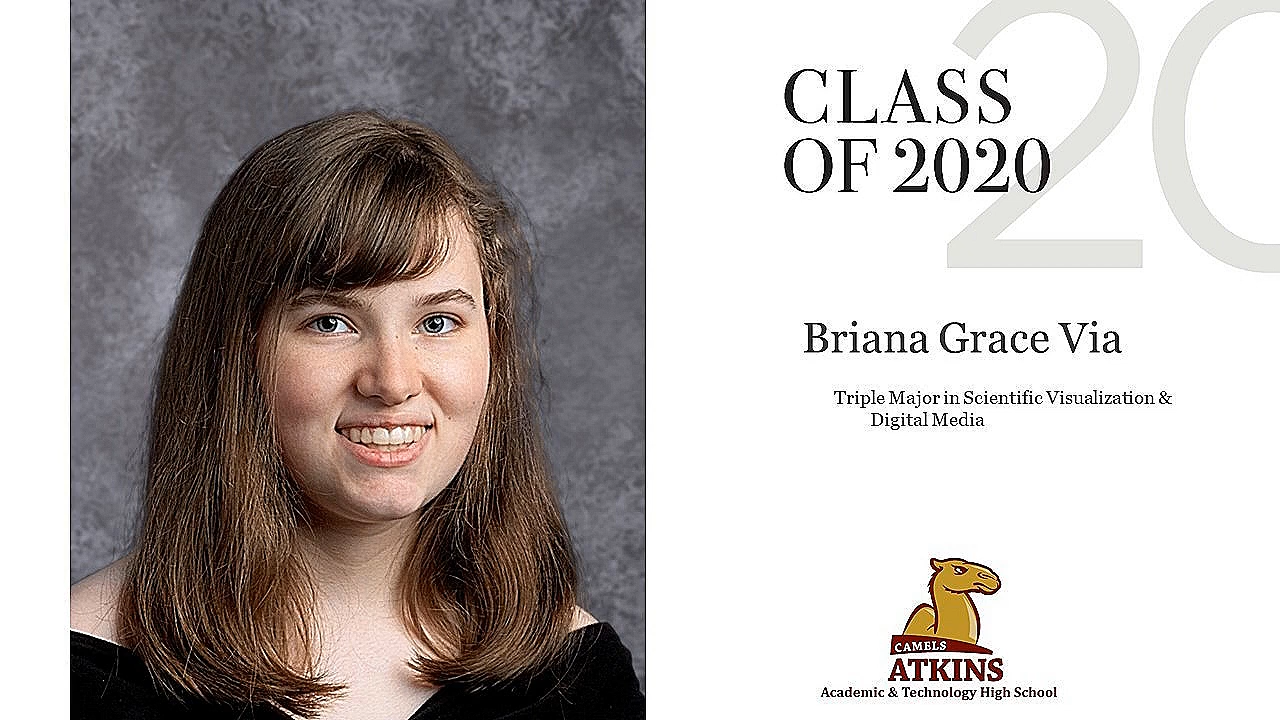 20
CLASS
OF 2020
Briana Grace Via
Triple Major in Scientific Visualization &
Digital Media
CAMELS
ATKINS
Academic & Technology High School